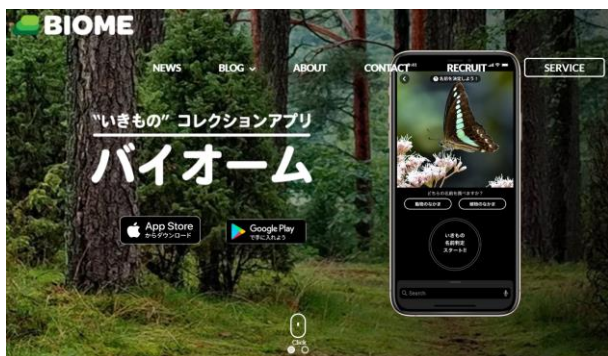 BIOME
NEWS
BLOG
ABOUT
CONTACT
RECRUIT
SERVICE
"いきもの" コレクションアプリ
バイオーム
App Store
からダウンロード
Google Play
で手に入れよう
名前を決定しよう!
どちらの名前を調べますか?
動物のなかま
植物のなかま
いきもの
名前判定
スタート!!
Search
Click